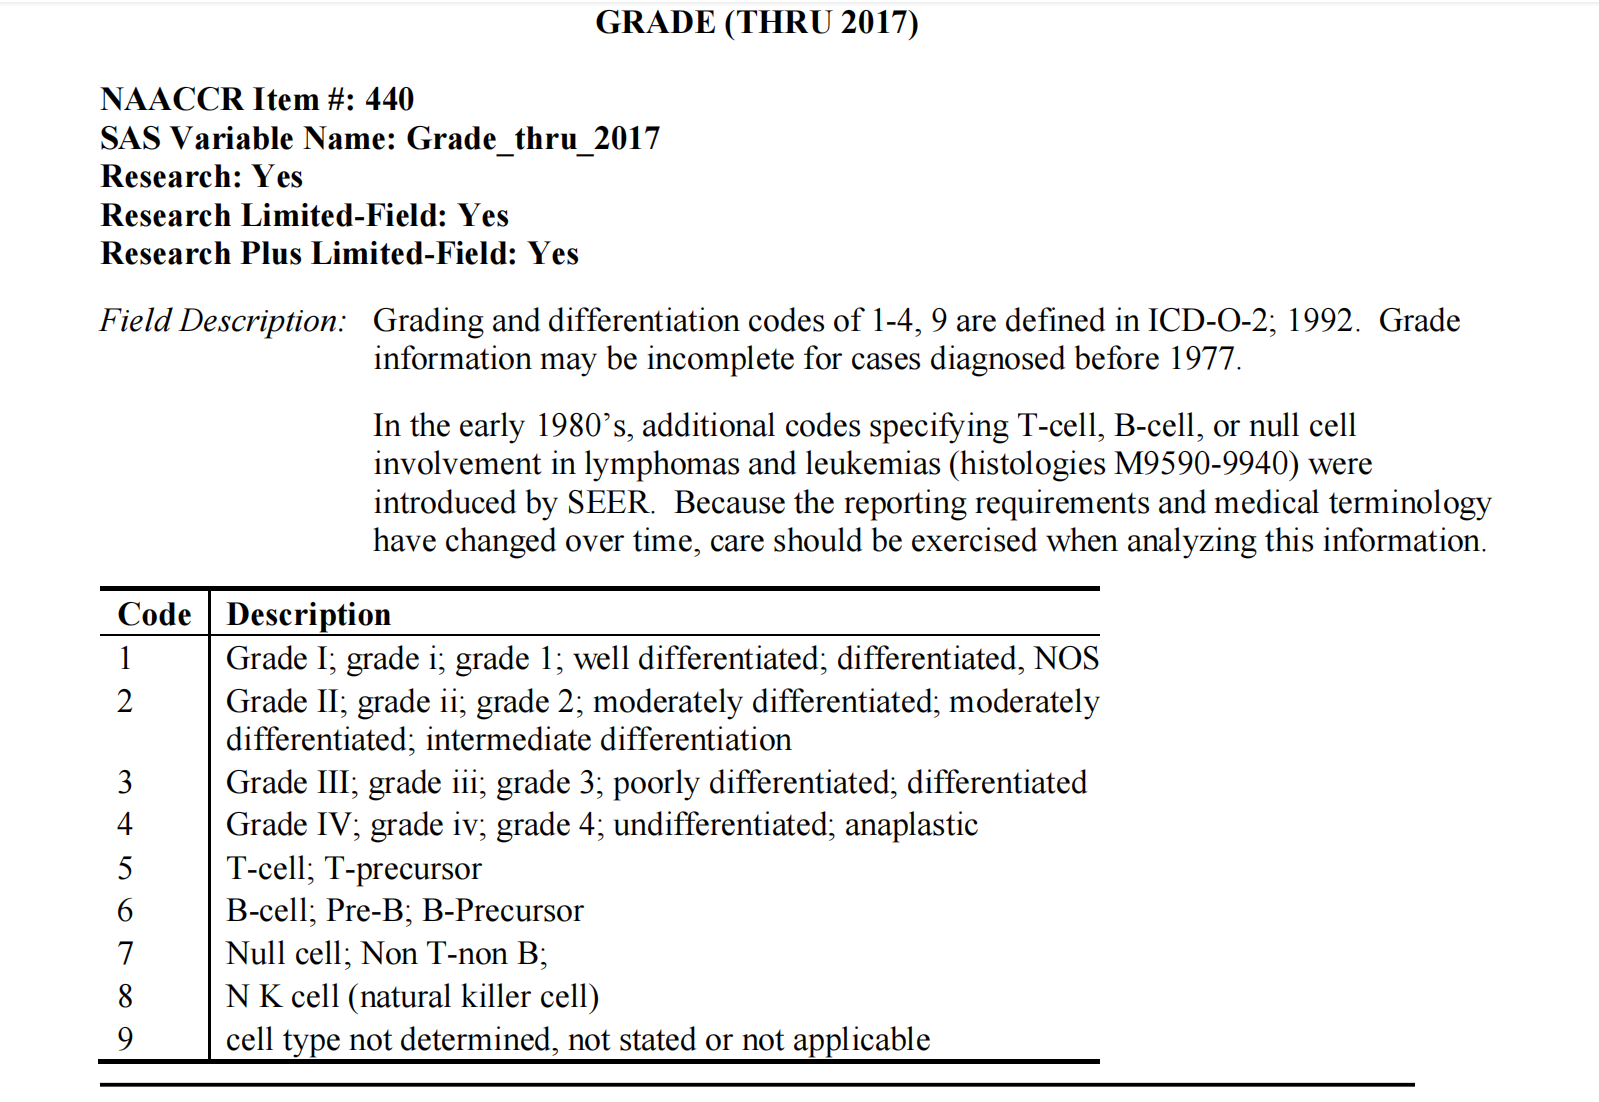 GRADE (THRU 2017)
NAACCR Item #: 440
SAS Variable Name: Grade_thru_2017
Research: Yes
Research Limited-Field: Yes
Research Plus Limited-Field: Yes
Field Description: Grading and differentiation codes of 1-4, 9 are defined in ICD-O-2; 1992. Grade
information may be incomplete for cases diagnosed before 1977.
In the early 1980’s, additional codes specifying T-cell, B-cell, or null cell
involvement in lymphomas and leukemias (histologies M9590-9940) were
introduced by SEER. Because the reporting requirements and medical terminology
have changed over time, care should be exercised when analyzing this information.
Code Description
1 Grade I; grade i; grade 1; well differentiated; differentiated, NOS
2 Grade II; grade ii; grade 2; moderately differentiated; moderately
differentiated; intermediate differentiation
3 Grade III; grade iii; grade 3; poorly differentiated; differentiated
4 Grade IV; grade iv; grade 4; undifferentiated; anaplastic
5 T-cell; T-precursor
6 B-cell; Pre-B; B-Precursor
7 Null cell; Non T-non B;
8 N K cell (natural killer cell)
9 cell type not determined, not stated or not applicable